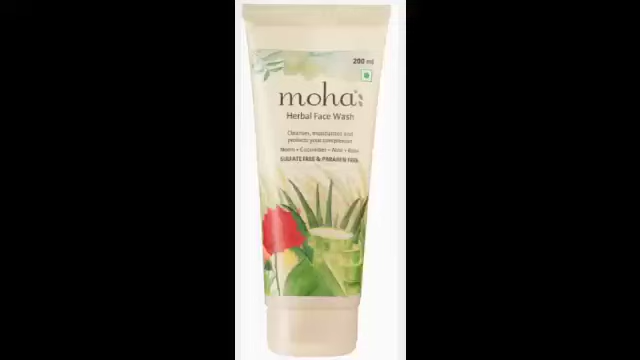 200 ml
moha:
Herbal Face Wash
Cleanses, moisturizes and
protects your complexion
Neem • Cucumber • Aloe • Rose
SULFATE FREE & PARABEN FREE